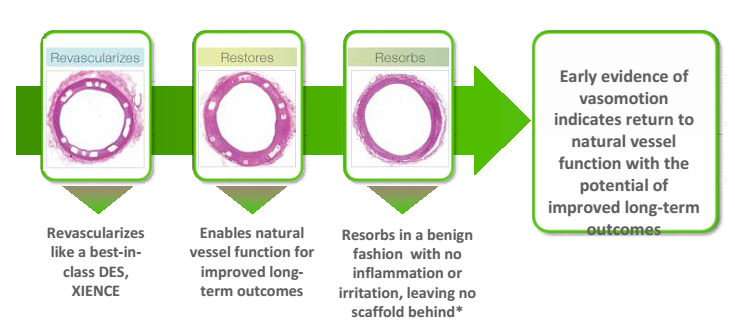 Revascularizes
Restores
Resorbs
Revascularizes
like a best-in-
class DES,
XIENCE
Enables natural
vessel function for
improved long-
term outcomes
Resorbs in a benign
fashion with no
inflammation or
irritation, leaving no
scaffold behind*
Early evidence of
vasomotion
indicates return to
natural vessel
function with the
potential of
improved long-term
outcomes